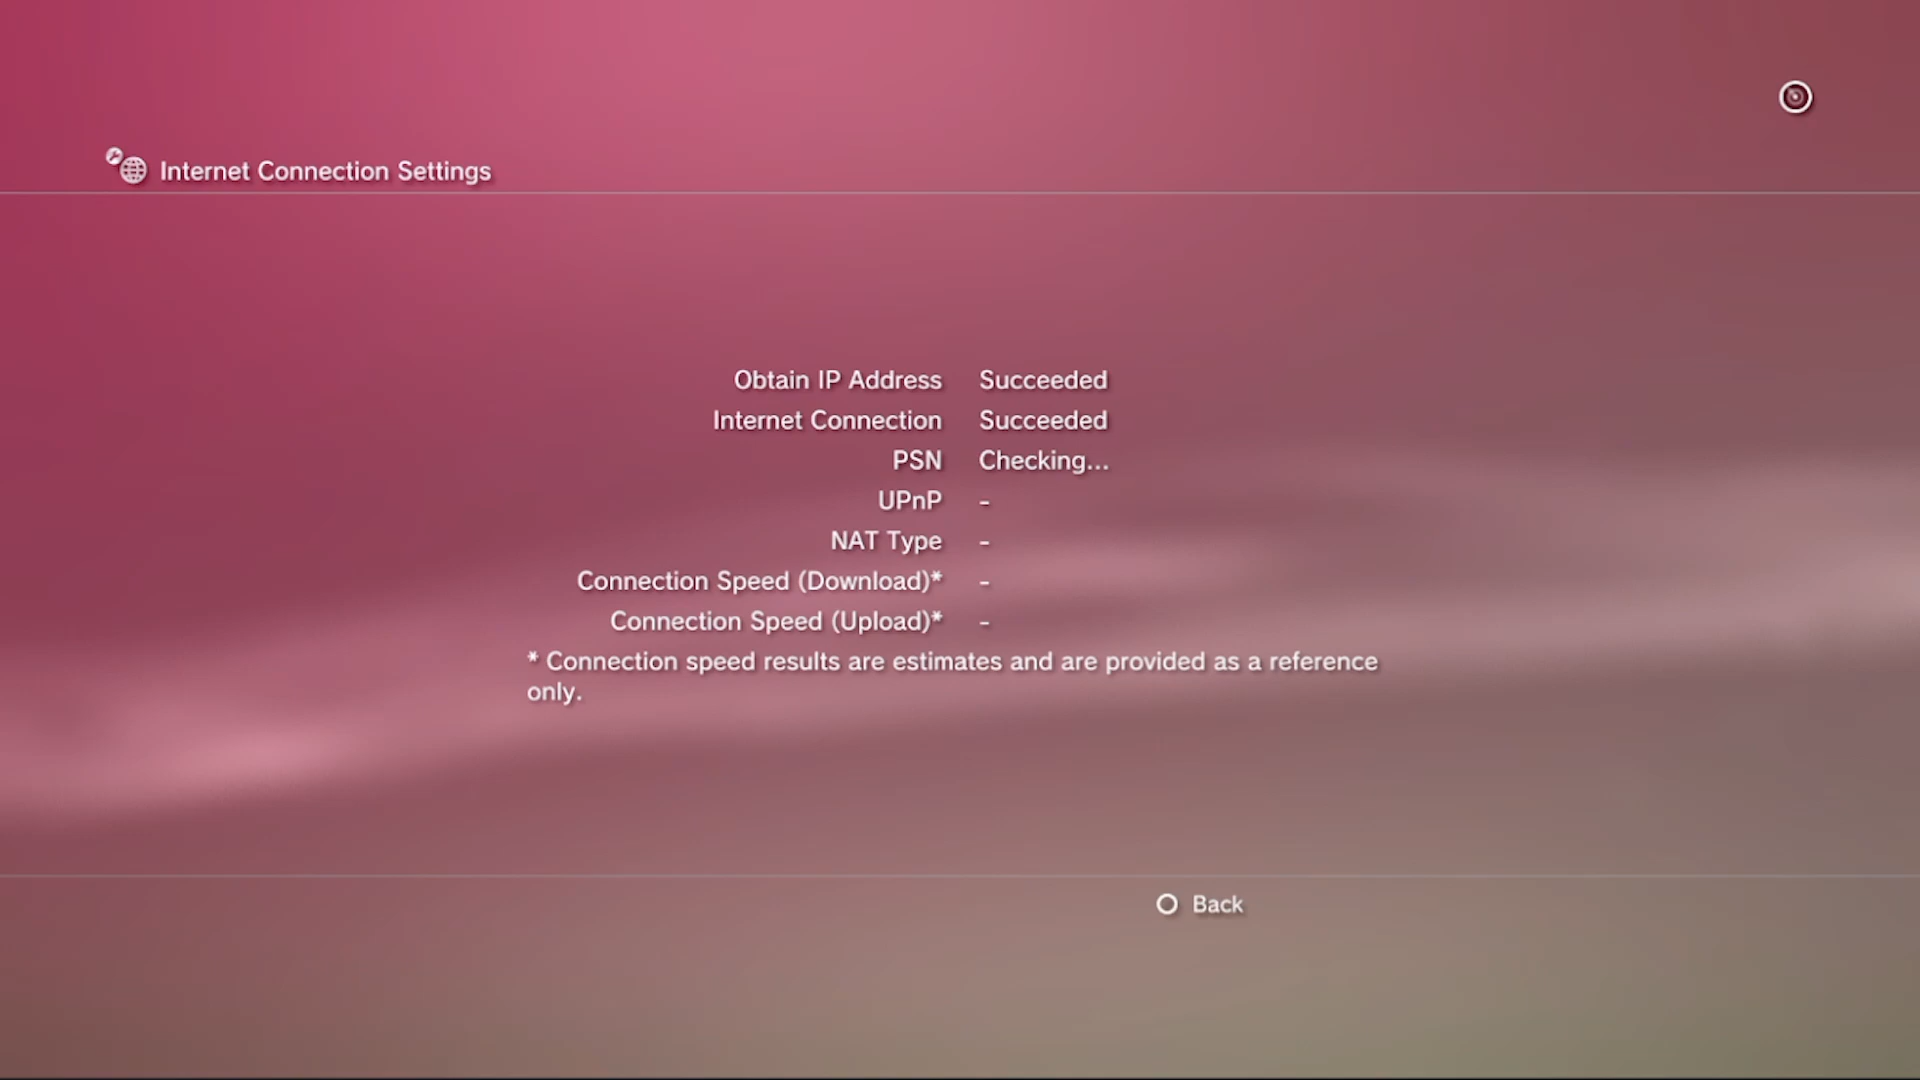 Internet Connection Settings
Obtain IP Address Succeeded
Internet Connection Succeeded
PSN Checking...
UPnP -
NAT Type -
Connection Speed (Download)* -
Connection Speed (Upload)* -
* Connection speed results are estimates and are provided as a reference
only.
Back